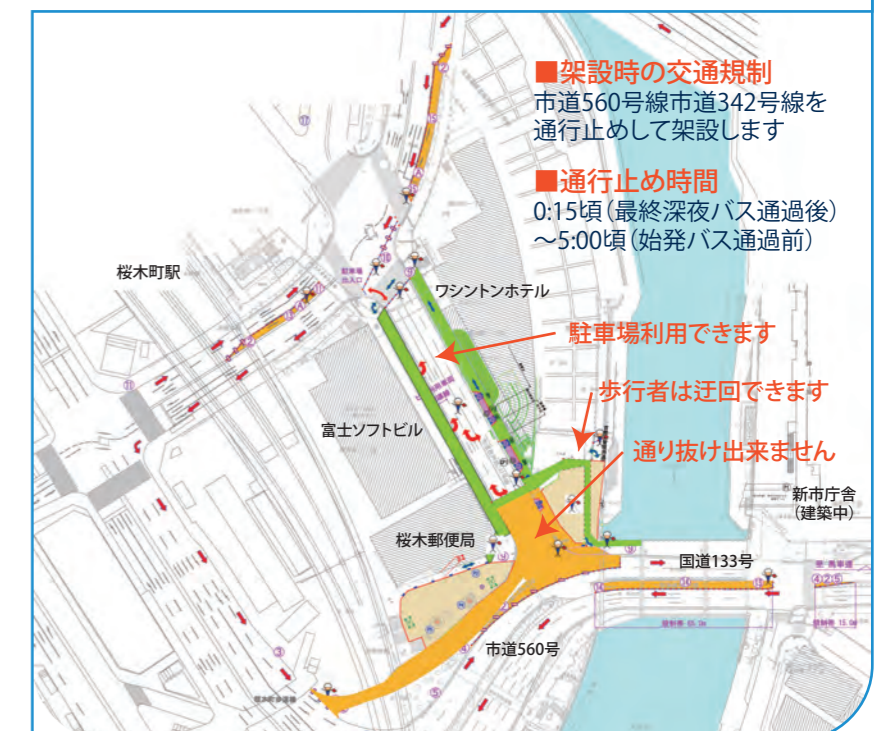 ■架設時の交通規制
市道560号線市道342号線を
通行止めして架設します
■通行止め時間
0:15頃（最終深夜バス通過後）
～5:00頃（始発バス通過前）
桜木町駅
駐車場
出入口
ワシントンホテル
駐車場利用できます
歩行者は迂回できます
富士ソフトビル
通り抜け出来ません
新市庁舎
（建築中）
桜木郵便局
国道133号
市道560号